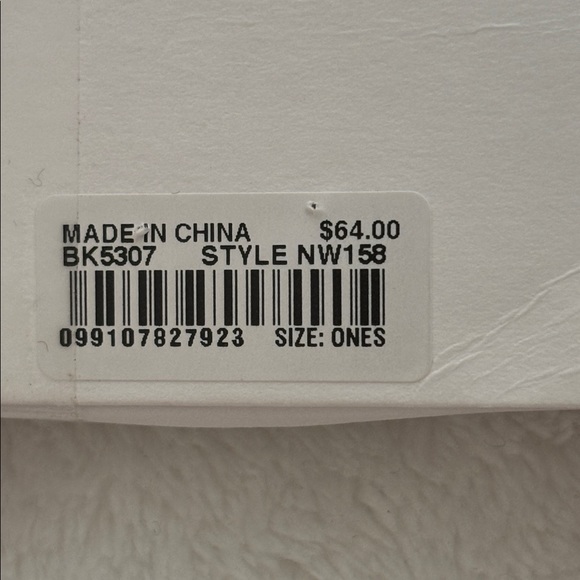 MADE IN CHINA $64.00
BK5307 STYLE NW158
099107827923 SIZE: ONES